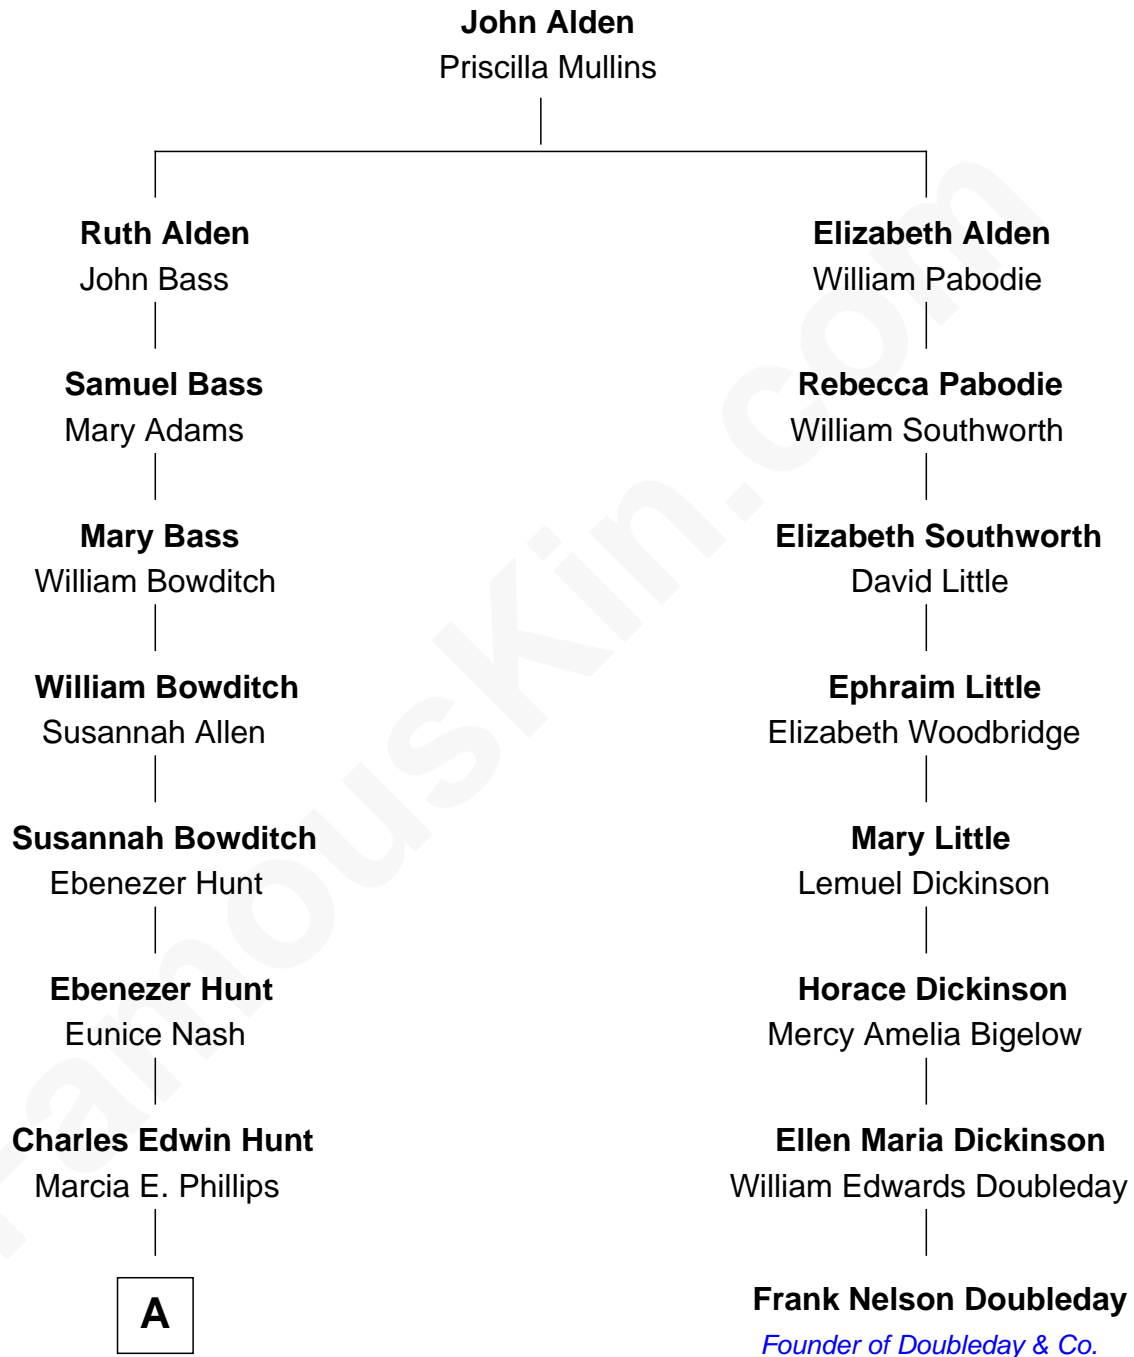 John Alden
Priscilla Mullins
Ruth Alden
John Bass
Elizabeth Alden
William Pabodie
Samuel Bass
Mary Adams
Rebecca Pabodie
William Southworth
Mary Bass
William Bowditch
Elizabeth Southworth
David Little
William Bowditch
Susannah Allen
Ephraim Little
Elizabeth Woodbridge
Susannah Bowditch
Ebenezer Hunt
Mary Little
Lemuel Dickinson
Ebenezer Hunt
Eunice Nash
Horace Dickinson
Mercy Amelia Bigelow
Charles Edwin Hunt
Marcia E. Phillips
Ellen Maria Dickinson
William Edwards Doubleday
A
Frank Nelson Doubleday
Founder of Doubleday & Co.
FamousKin.com